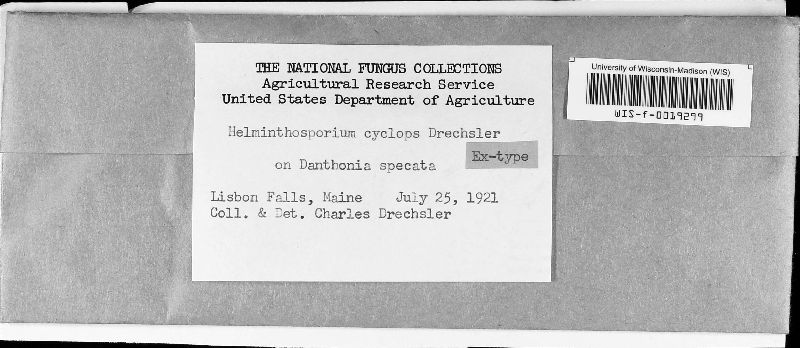 THE NATIONAL FUNGUS COLLECTIONS
Agricultural Research Service
United States Department of Agriculture
Helminthosporium cyclops Drechsler
on Danthonia specata
Ex-type
Lisbon Falls, Maine July 25, 1921
Coll. & Det. Charles Drechsler
University of Wisconsin-Madison (WIS)
WIS-f-0019299